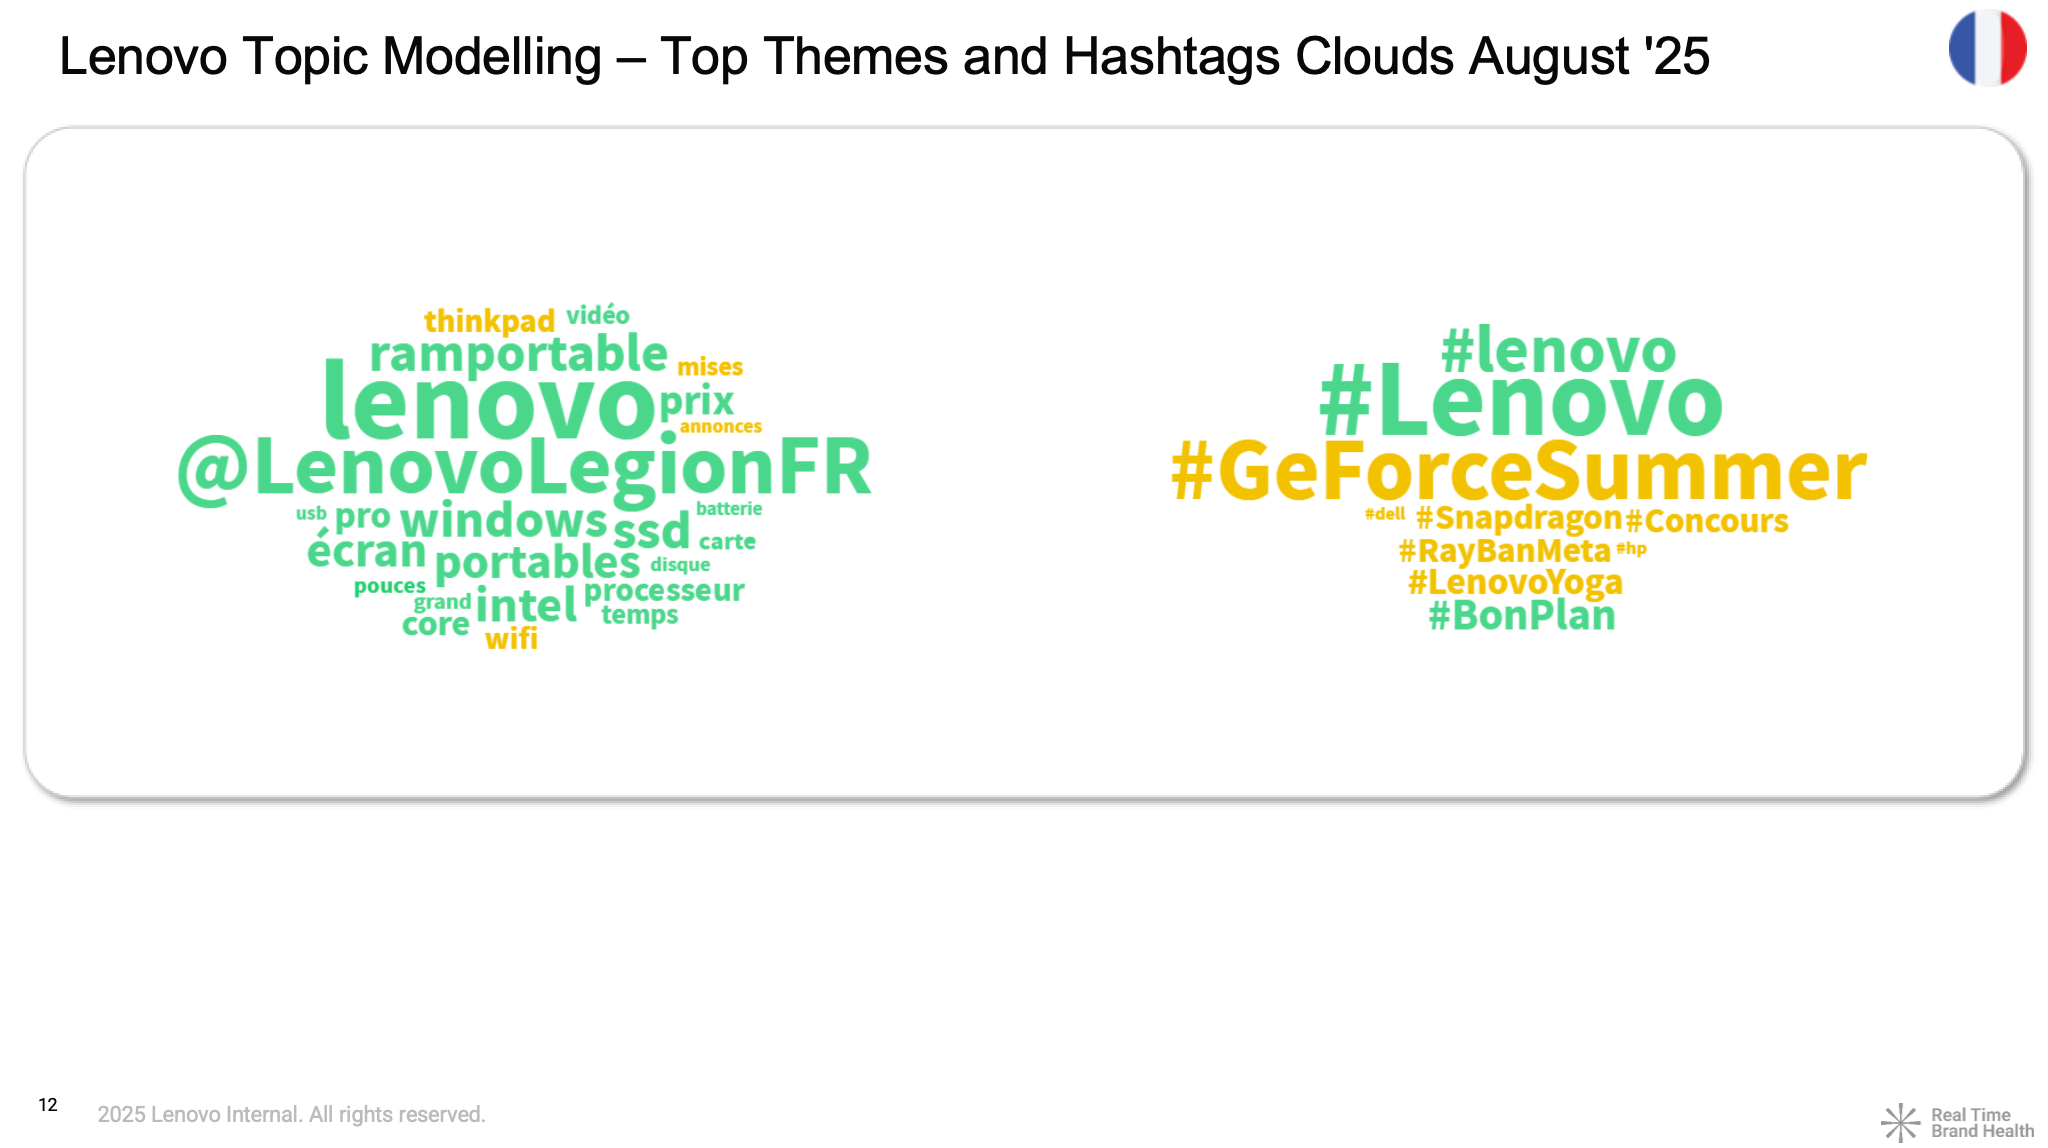 Lenovo Topic Modelling – Top Themes and Hashtags Clouds August '25
thinkpad vidéo
ram portable mises
lenovo prix
annonces
@LenovoLegionFR
usb pro windows ssd batterie
écran portables carte
disque
pouces grand intel processeur
core temps
wifi
#lenovo
#Lenovo
#GeForceSummer
#dell #Snapdragon #Concours
#RayBanMeta #hp
#LenovoYoga
#BonPlan
12
2025 Lenovo Internal. All rights reserved.
Real Time
Brand Health